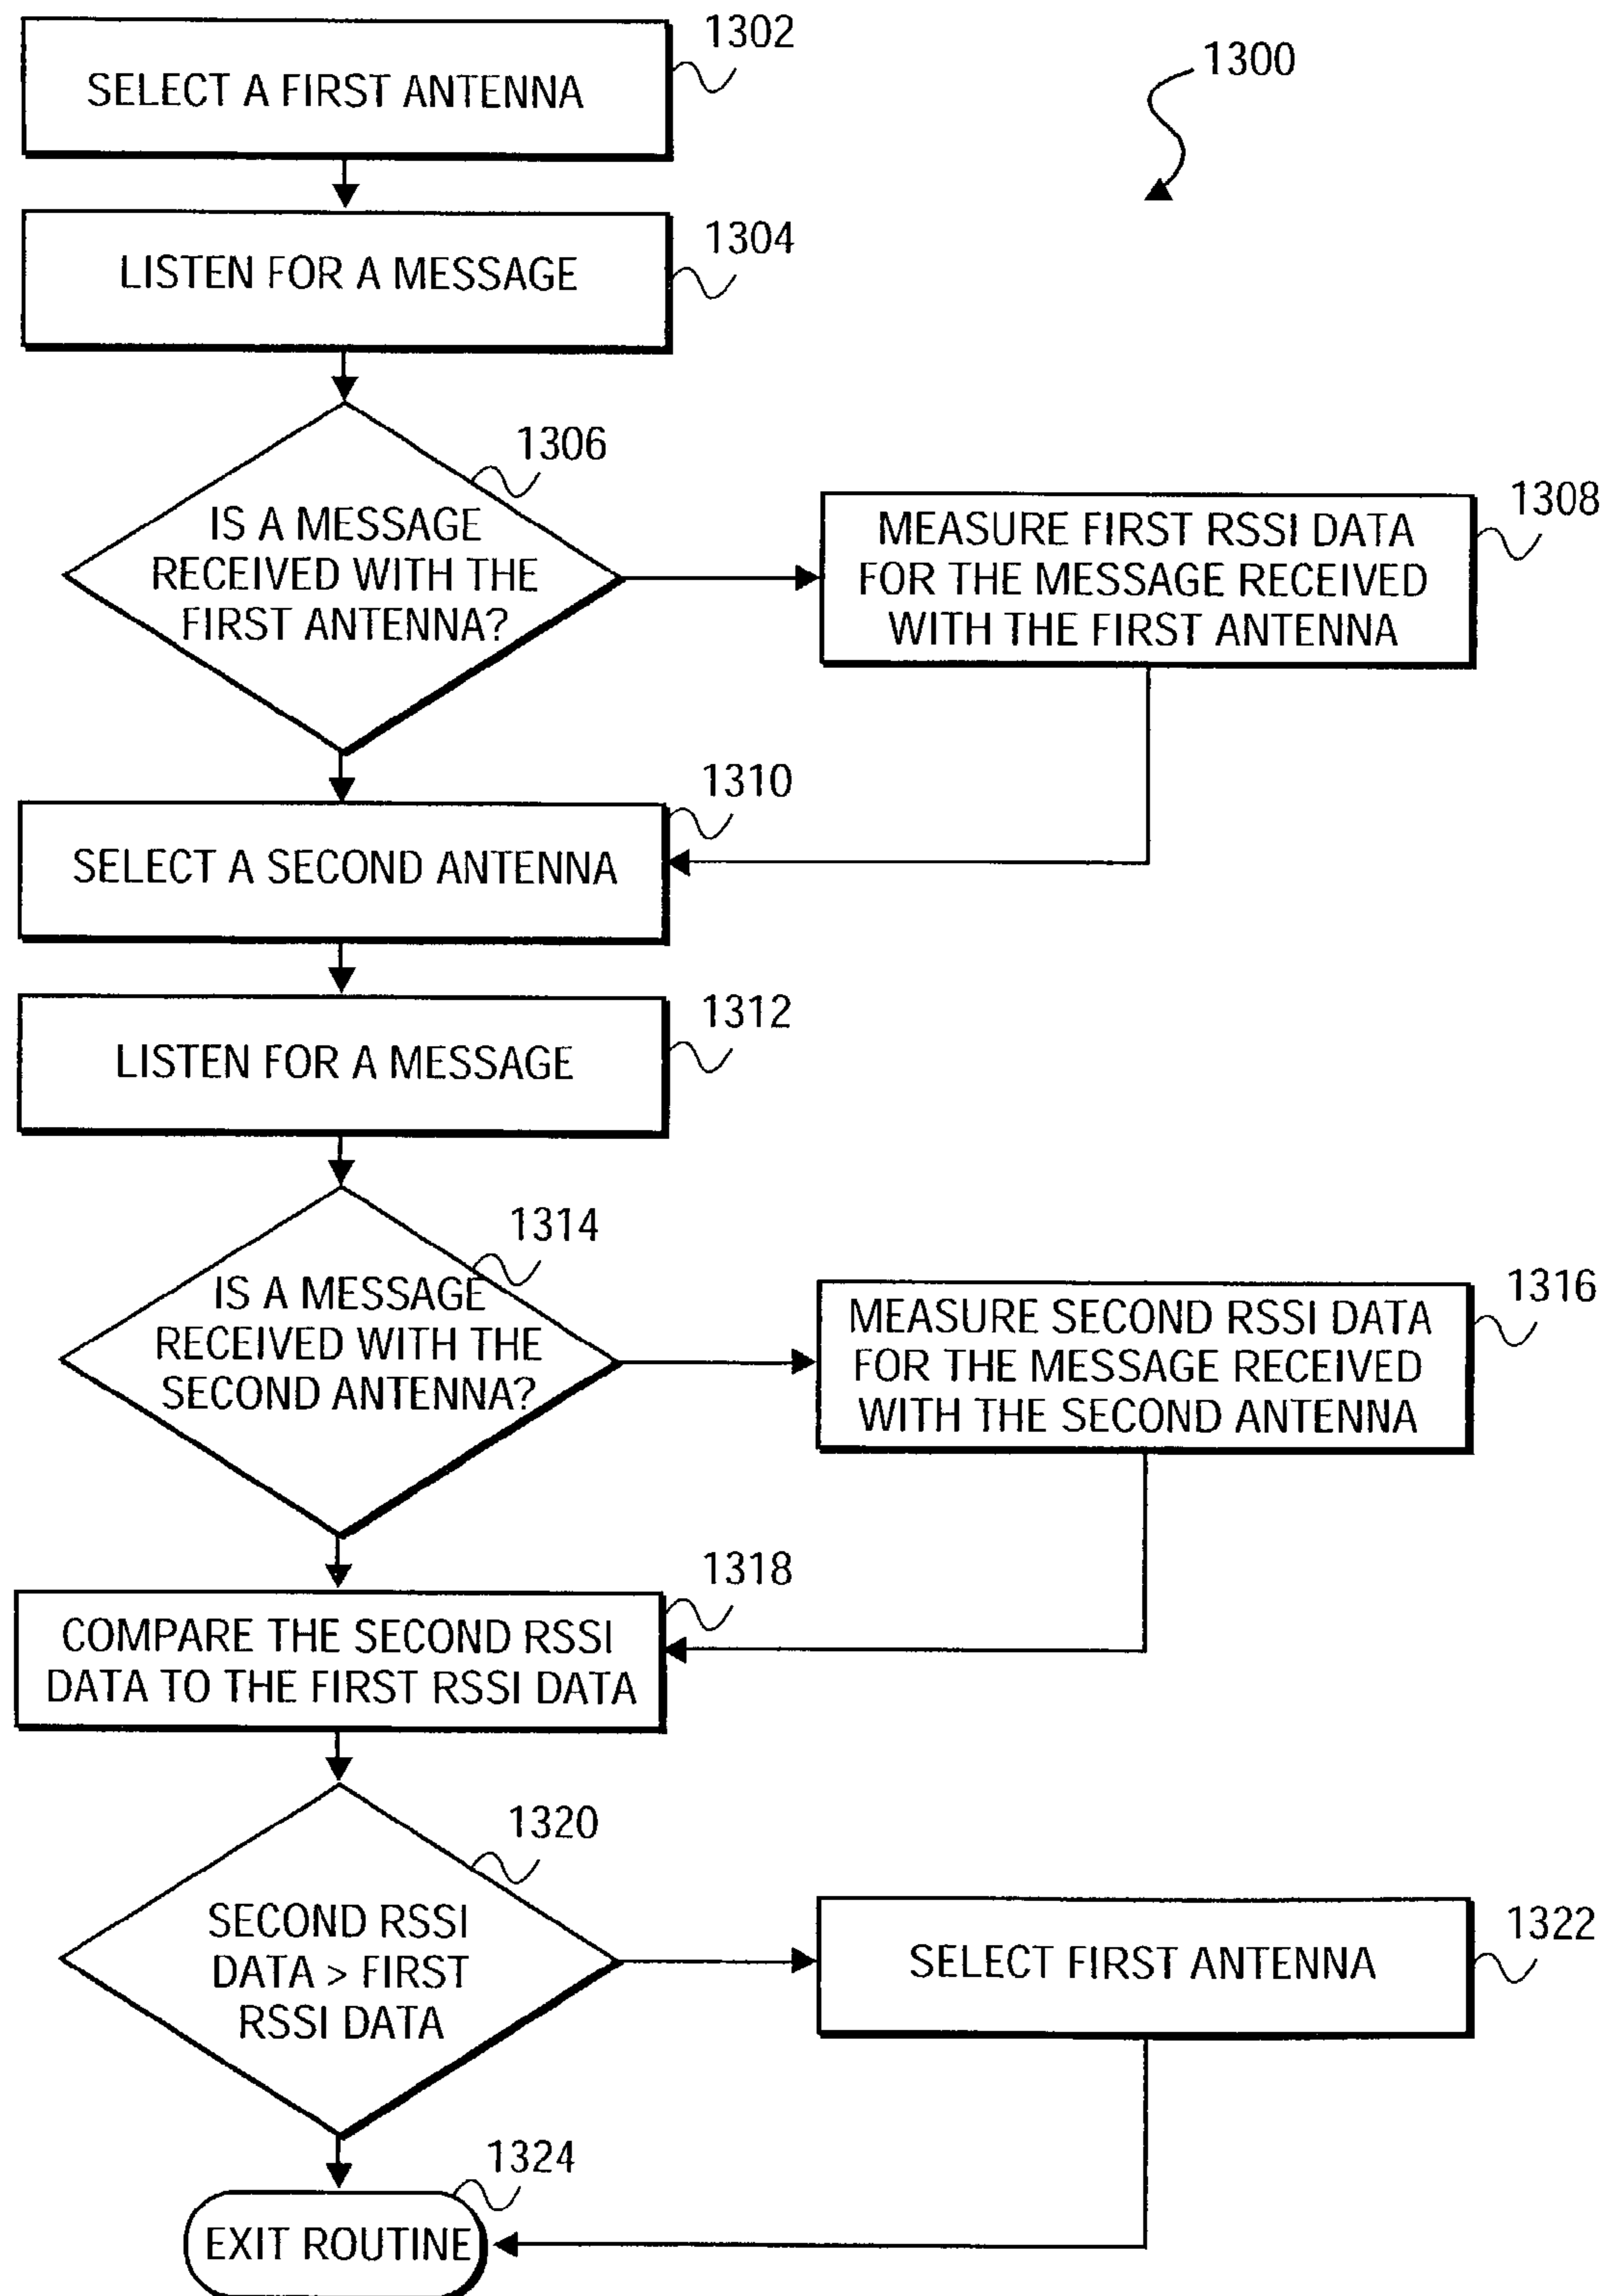 1302
SELECT A FIRST ANTENNA
1300
1304
LISTEN FOR A MESSAGE
1306
IS A MESSAGE
RECEIVED WITH THE
FIRST ANTENNA?
1308
MEASURE FIRST RSSI DATA
FOR THE MESSAGE RECEIVED
WITH THE FIRST ANTENNA
1310
SELECT A SECOND ANTENNA
1312
LISTEN FOR A MESSAGE
1314
IS A MESSAGE
RECEIVED WITH THE
SECOND ANTENNA?
1316
MEASURE SECOND RSSI DATA
FOR THE MESSAGE RECEIVED
WITH THE SECOND ANTENNA
1318
COMPARE THE SECOND RSSI
DATA TO THE FIRST RSSI DATA
1320
SECOND RSSI
DATA > FIRST
RSSI DATA
1322
SELECT FIRST ANTENNA
1324
EXIT ROUTINE